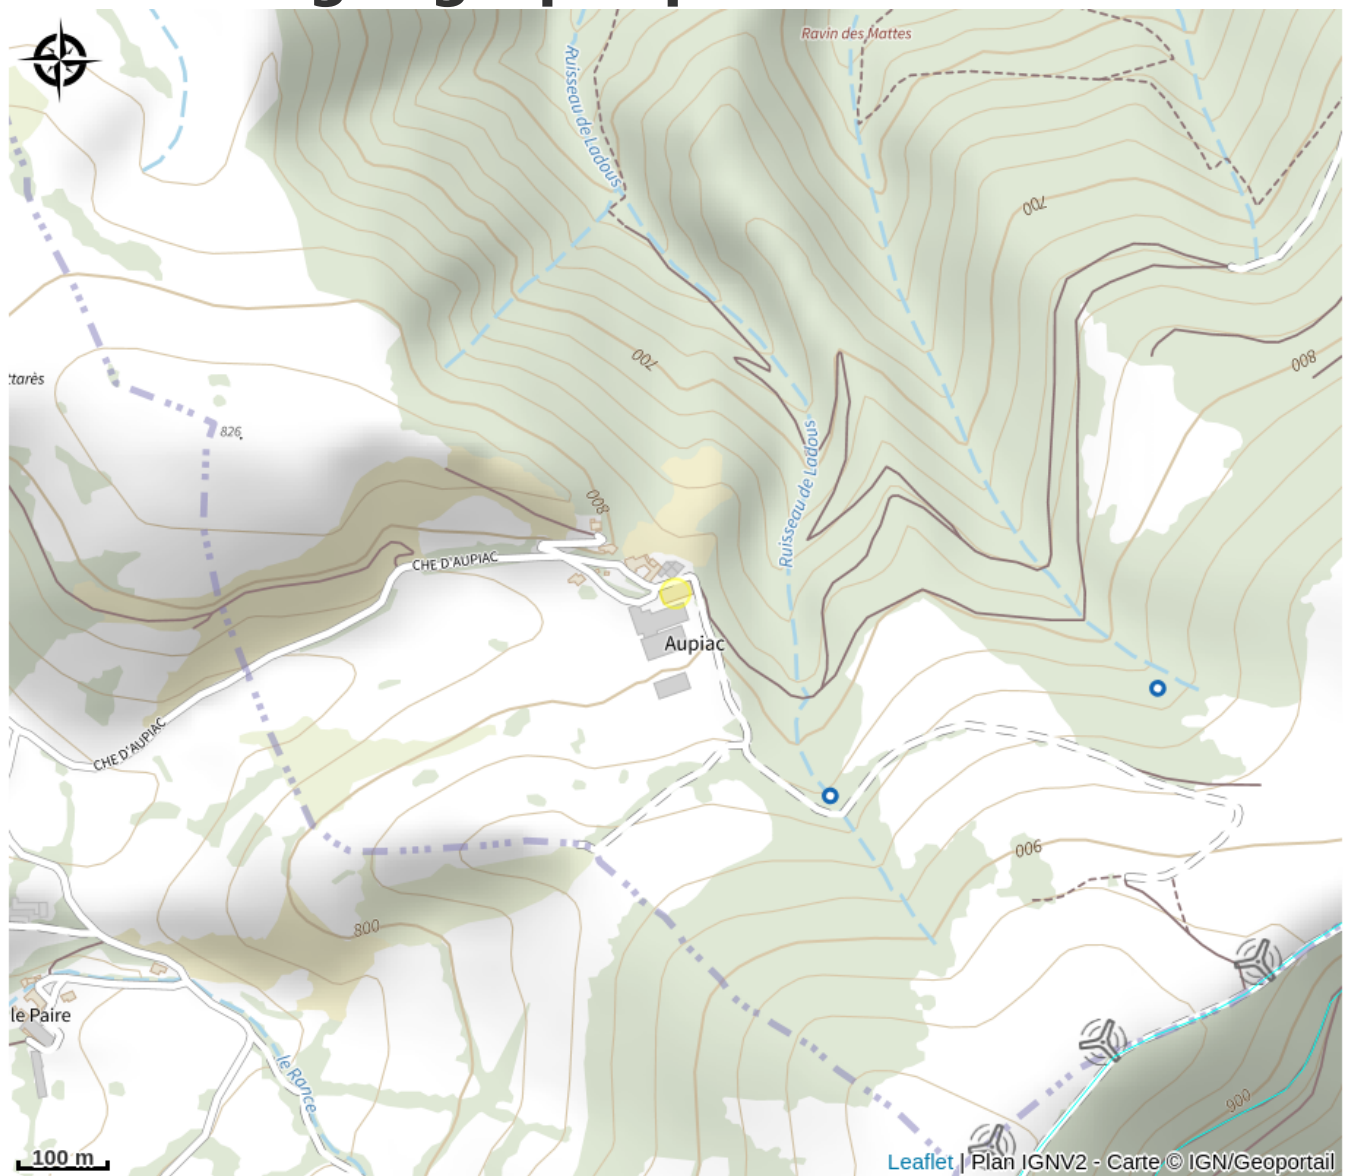 Ravin des Mattes
Ruisseau de Ladous
700
700
800
ttarès
826
800
Ruisseau de Ladous
CHE D'AUPIAC
Aupiac
CHE D'AUPIAC
900
800
le Paire
le Rance
900
100 m
Leaflet | Plan IGNV2 - Carte © IGN/Geoportail